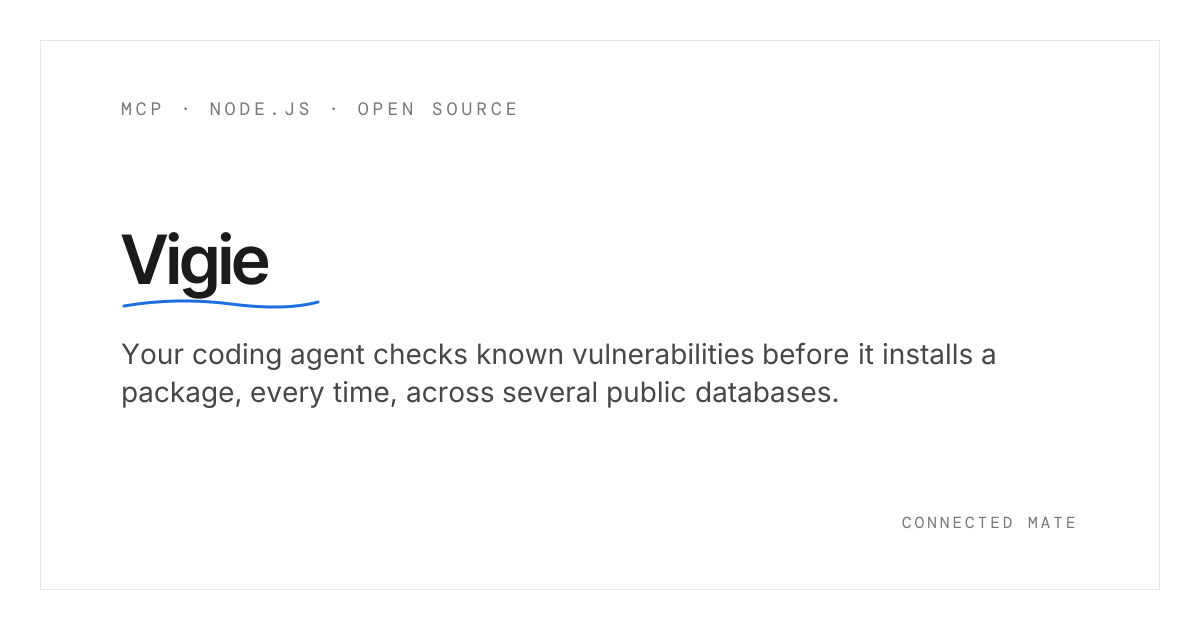 MCP · NODE.JS · OPEN SOURCE
Vigie
Your coding agent checks known vulnerabilities before it installs a
package, every time, across several public databases.
CONNECTED MATE